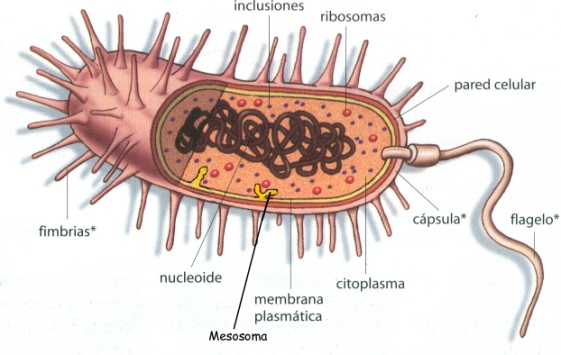 inclusiones
ribosomas
pared celular
fimbrias*
cápsula*
flagelo*
nucleoide
citoplasma
membrana
plasmática
Mesosoma